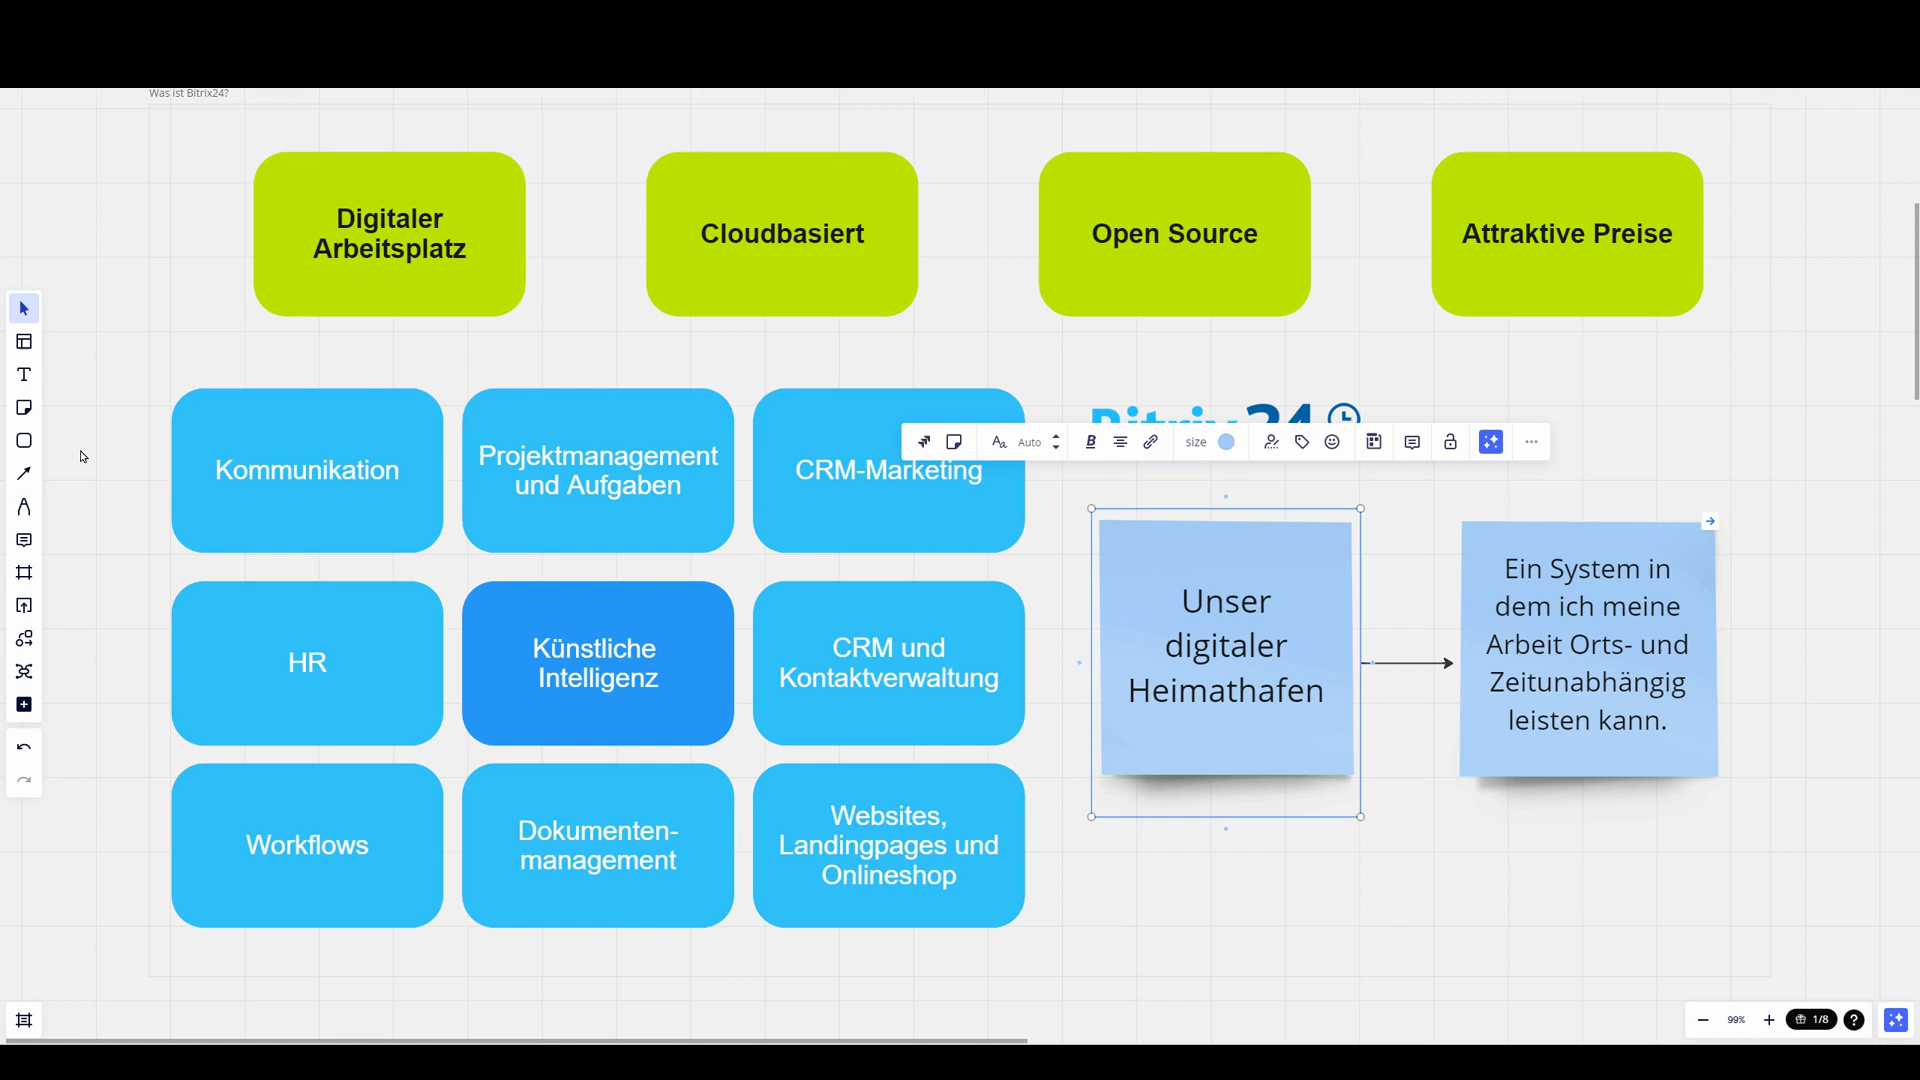 Was ist Bitrix24?
Digitaler
Arbeitsplatz
Cloudbasiert
Open Source
Attraktive Preise
Kommunikation
Projektmanagement
und Aufgaben
CRM-Marketing
Bitrix 24
Auto
size
HR
Künstliche
Intelligenz
CRM und
Kontaktverwaltung
Workflows
Dokumenten-
management
Websites,
Landingpages und
Onlineshop
Unser
digitaler
Heimathafen
Ein System in
dem ich meine
Arbeit Orts- und
Zeitunabhängig
leisten kann.
99%
1/8